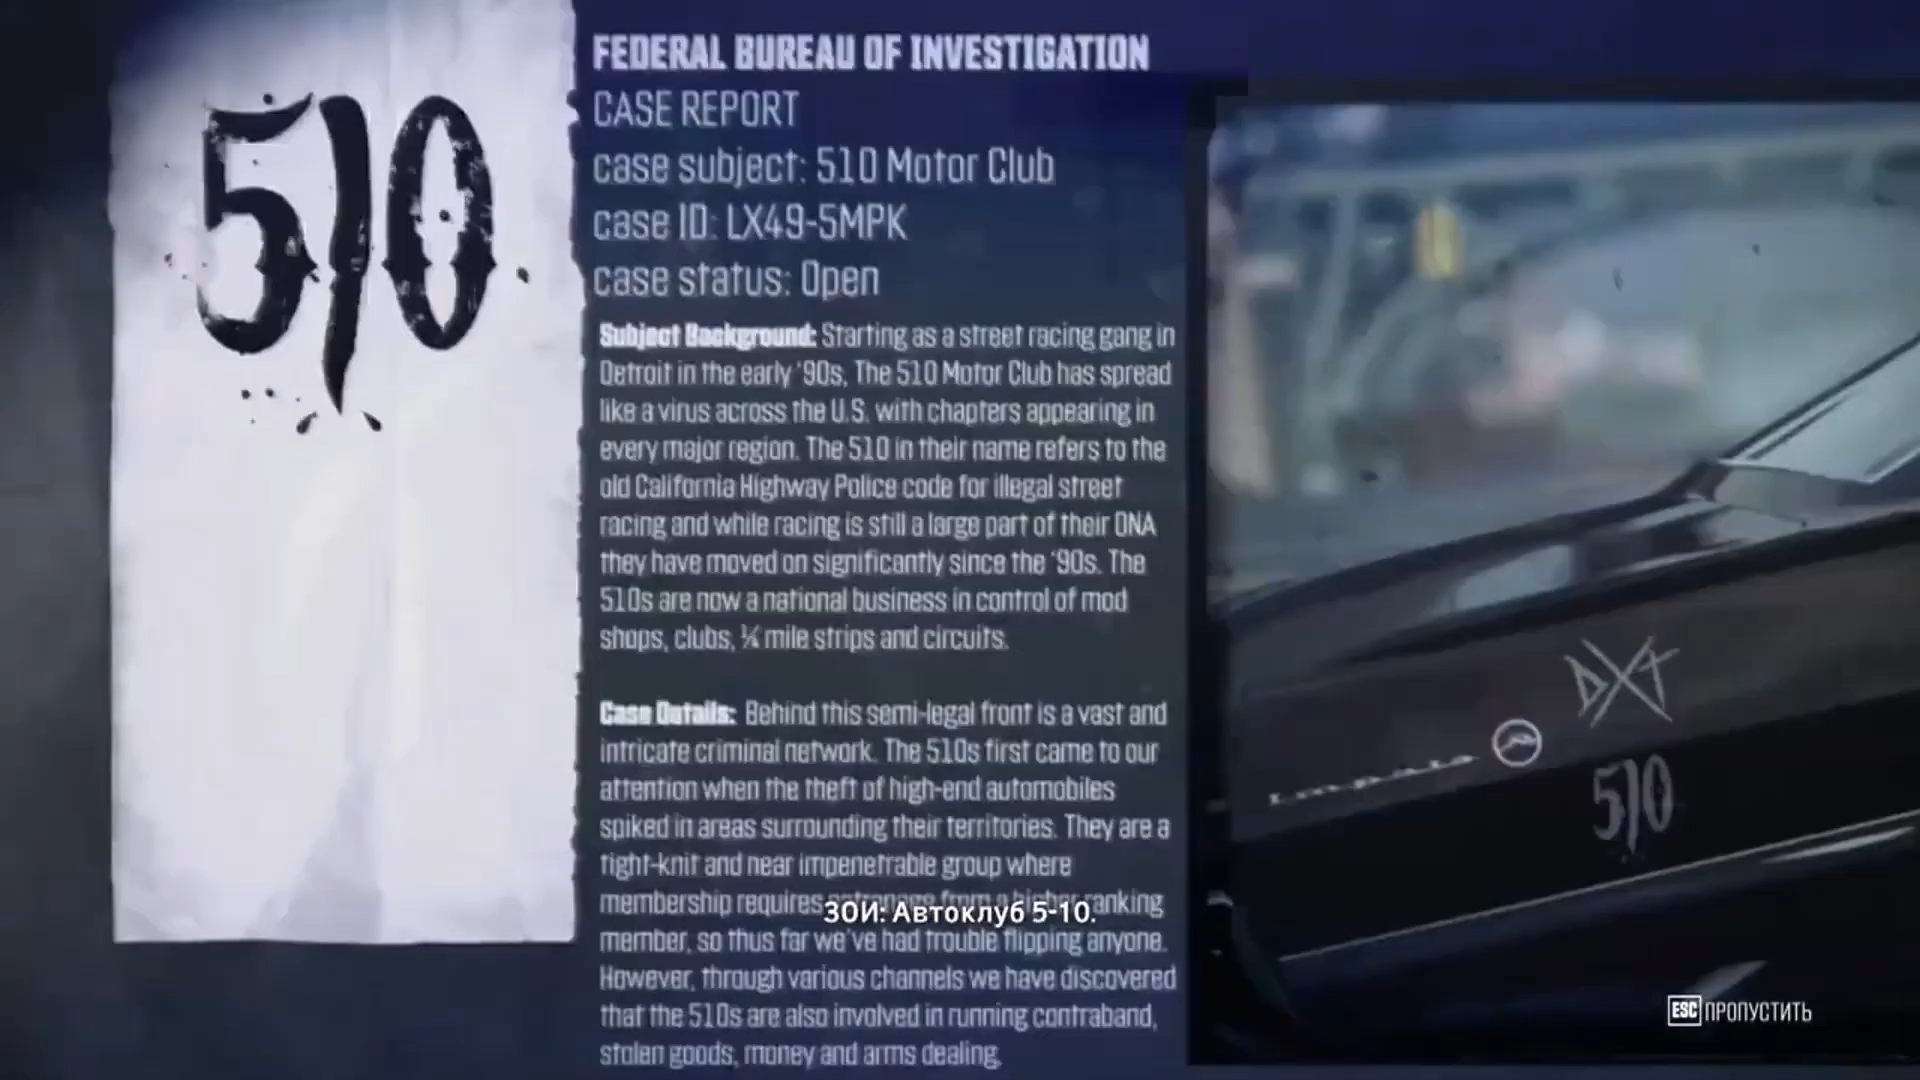 510
FEDERAL BUREAU OF INVESTIGATION
CASE REPORT
case subject: 510 Motor Club
case ID: LX49-5MPK
case status: Open
Subject Background: Starting as a street racing gang in
Detroit in the early '90s, The 510 Motor Club has spread
like a virus across the U.S. with chapters appearing in
every major region. The 510 in their name refers to the
old California Highway Police code for illegal street
racing and while racing is still a large part of their DNA
they have moved on significantly since the '90s. The
510s are now a national business in control of mod
shops, clubs, ¼ mile strips and circuits.
Case Details: Behind this semi-legal front is a vast and
intricate criminal network. The 510s first came to our
attention when the theft of high-end automobiles
spiked in areas surrounding their territories. They are a
tight-knit and near impenetrable group where
membership requires from a higher ranking
member, so thus far we've had trouble flipping anyone.
However, through various channels we have discovered
that the 510s are also involved in running contraband,
stolen goods, money and arms dealing.
ЗОИ: Автоклуб 5-10.
Impala
DXT
510
ESC ПРОПУСТИТЬ